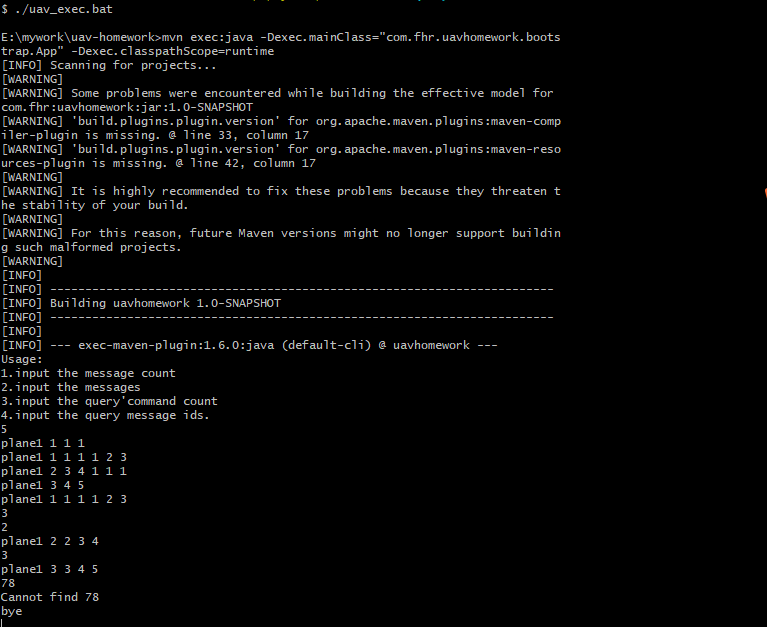 $ ./uav_exec.bat
E:\mywork\uav-homework>mvn exec:java -Dexec.mainClass="com.fhr.uavhomework.boots
trap.App" -Dexec.classpathScope=runtime
[INFO] Scanning for projects...
[WARNING]
[WARNING] Some problems were encountered while building the effective model for
com.fhr:uavhomework:jar:1.0-SNAPSHOT
[WARNING] 'build.plugins.plugin.version' for org.apache.maven.plugins:maven-comp
iler-plugin is missing. @ line 33, column 17
[WARNING] 'build.plugins.plugin.version' for org.apache.maven.plugins:maven-reso
urces-plugin is missing. @ line 42, column 17
[WARNING]
[WARNING] It is highly recommended to fix these problems because they threaten t
he stability of your build.
[WARNING]
[WARNING] For this reason, future Maven versions might no longer support buildin
g such malformed projects.
[WARNING]
[INFO]
[INFO] ------------------------------------------------------------------------
[INFO] Building uavhomework 1.0-SNAPSHOT
[INFO] ------------------------------------------------------------------------
[INFO]
[INFO] --- exec-maven-plugin:1.6.0:java (default-cli) @ uavhomework ---
Usage:
1.input the message count
2.input the messages
3.input the query'command count
4.input the query message ids.
5
plane1 1 1 1
plane1 1 1 1 1 2 3
plane1 2 3 4 1 1 1
plane1 3 4 5
plane1 1 1 1 1 2 3
3
2
plane1 2 2 3 4
3
plane1 3 3 4 5
78
Cannot find 78
bye